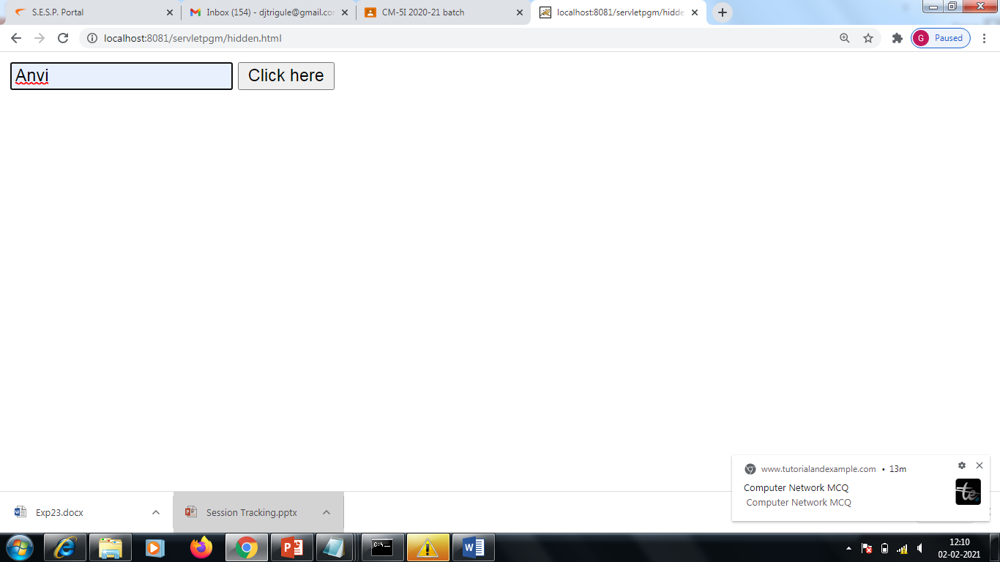 S.E.S.P. Portal
Inbox (154) - djtrigule@gmail.co
CM-5I 2020-21 batch
localhost:8081/servletpgm/hidde
localhost:8081/servletpgm/hidden.html
G Paused
Anvi
Click here
www.tutorialandexample.com • 13m
Computer Network MCQ
Computer Network MCQ
te
Exp23.docx
Session Tracking.pptx
C:\_
12:10
02-02-2021